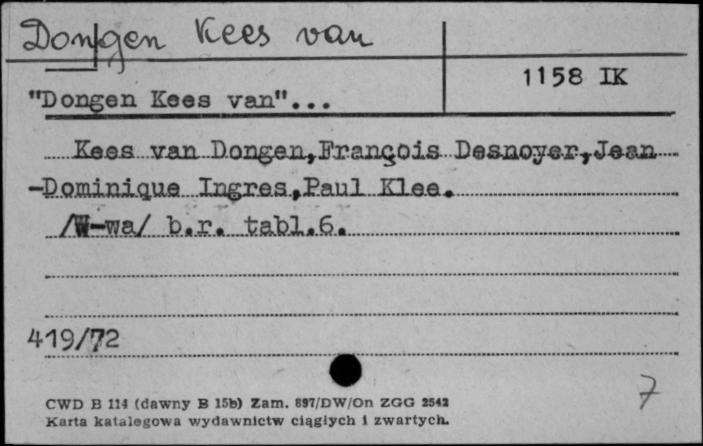 Dongen Kees van
1158 IK
"Dongen Kees van"...
Kees van Dongen,François Desnoyer,Jean
-Dominique Ingres,Paul Klee.
/W-wa/ b.r. tabl.6.
419/72
7
CWD B 114 (dawny B 15b) Zam. 897/DW/On ZGG 2542
Karta katalogowa wydawnictw ciągłych i zwartych.